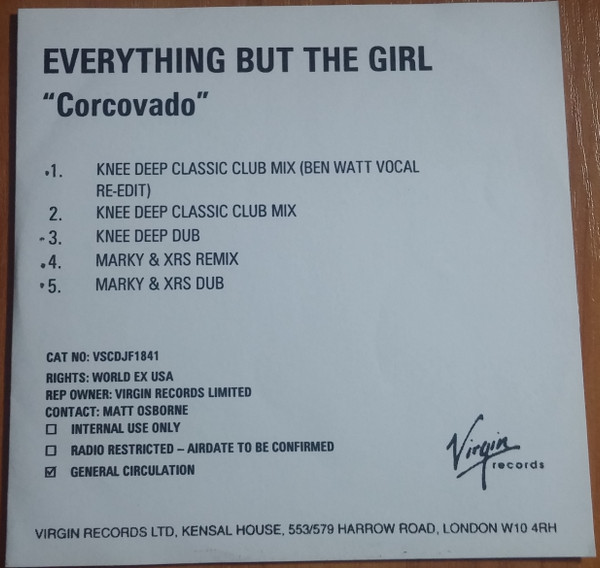 EVERYTHING BUT THE GIRL
“Corcovado”
1. KNEE DEEP CLASSIC CLUB MIX (BEN WATT VOCAL
RE-EDIT)
2. KNEE DEEP CLASSIC CLUB MIX
3. KNEE DEEP DUB
4. MARKY & XRS REMIX
5. MARKY & XRS DUB
CAT NO: VSCDJF1841
RIGHTS: WORLD EX USA
REP OWNER: VIRGIN RECORDS LIMITED
CONTACT: MATT OSBORNE
☐ INTERNAL USE ONLY
☐ RADIO RESTRICTED – AIRDATE TO BE CONFIRMED
☑ GENERAL CIRCULATION
Virgin
records
VIRGIN RECORDS LTD, KENSAL HOUSE, 553/579 HARROW ROAD, LONDON W10 4RH